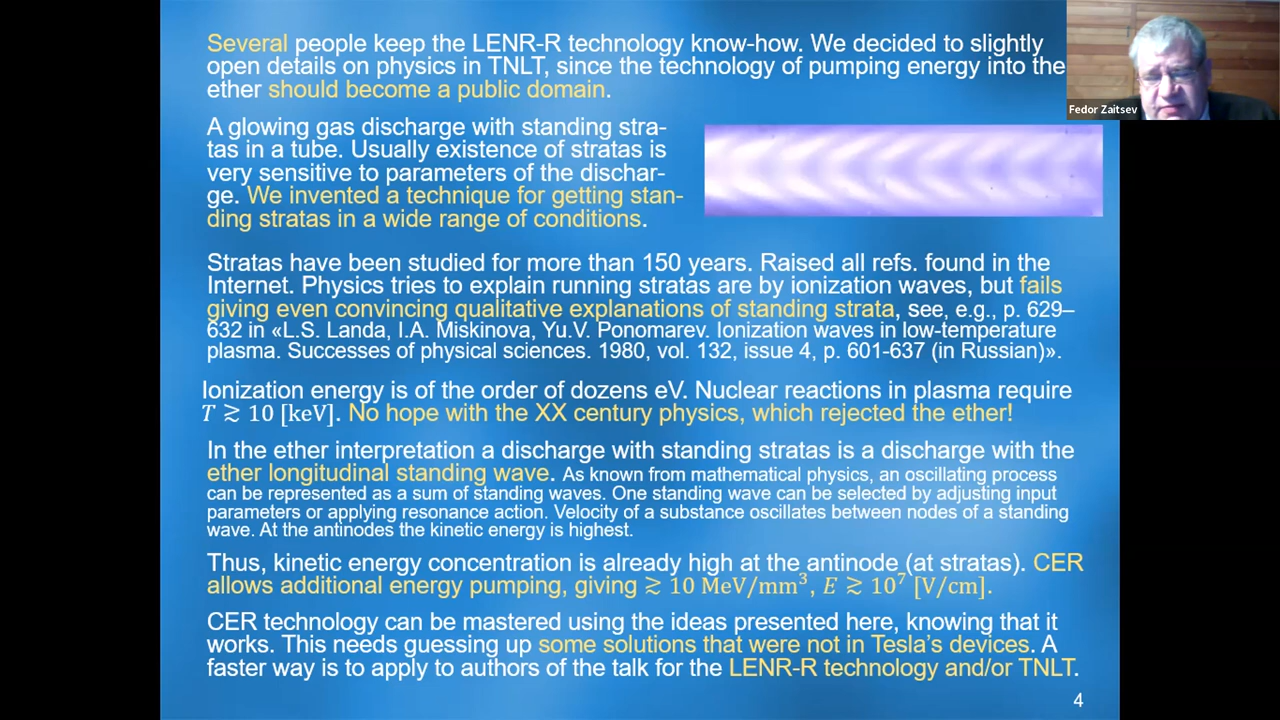 Several people keep the LENR-R technology know-how. We decided to slightly
open details on physics in TNLT, since the technology of pumping energy into the
ether should become a public domain.
Fedor Zaitsev
A glowing gas discharge with standing stra-
tas in a tube. Usually existence of stratas is
very sensitive to parameters of the dischar-
ge. We invented a technique for getting stan-
ding stratas in a wide range of conditions.
Stratas have been studied for more than 150 years. Raised all refs. found in the
Internet. Physics tries to explain running stratas are by ionization waves, but fails
giving even convincing qualitative explanations of standing strata, see, e.g., p. 629–
632 in «L.S. Landa, I.A. Miskinova, Yu.V. Ponomarev. Ionization waves in low-temperature
plasma. Successes of physical sciences. 1980, vol. 132, issue 4, p. 601-637 (in Russian)».
Ionization energy is of the order of dozens eV. Nuclear reactions in plasma require
T ≳ 10 [keV]. No hope with the XX century physics, which rejected the ether!
In the ether interpretation a discharge with standing stratas is a discharge with the
ether longitudinal standing wave. As known from mathematical physics, an oscillating process
can be represented as a sum of standing waves. One standing wave can be selected by adjusting input
parameters or applying resonance action. Velocity of a substance oscillates between nodes of a standing
wave. At the antinodes the kinetic energy is highest.
Thus, kinetic energy concentration is already high at the antinode (at stratas). CER
allows additional energy pumping, giving ≳ 10 MeV/mm³, E ≳ 10⁷ [V/cm].
CER technology can be mastered using the ideas presented here, knowing that it
works. This needs guessing up some solutions that were not in Tesla's devices. A
faster way is to apply to authors of the talk for the LENR-R technology and/or TNLT.
4